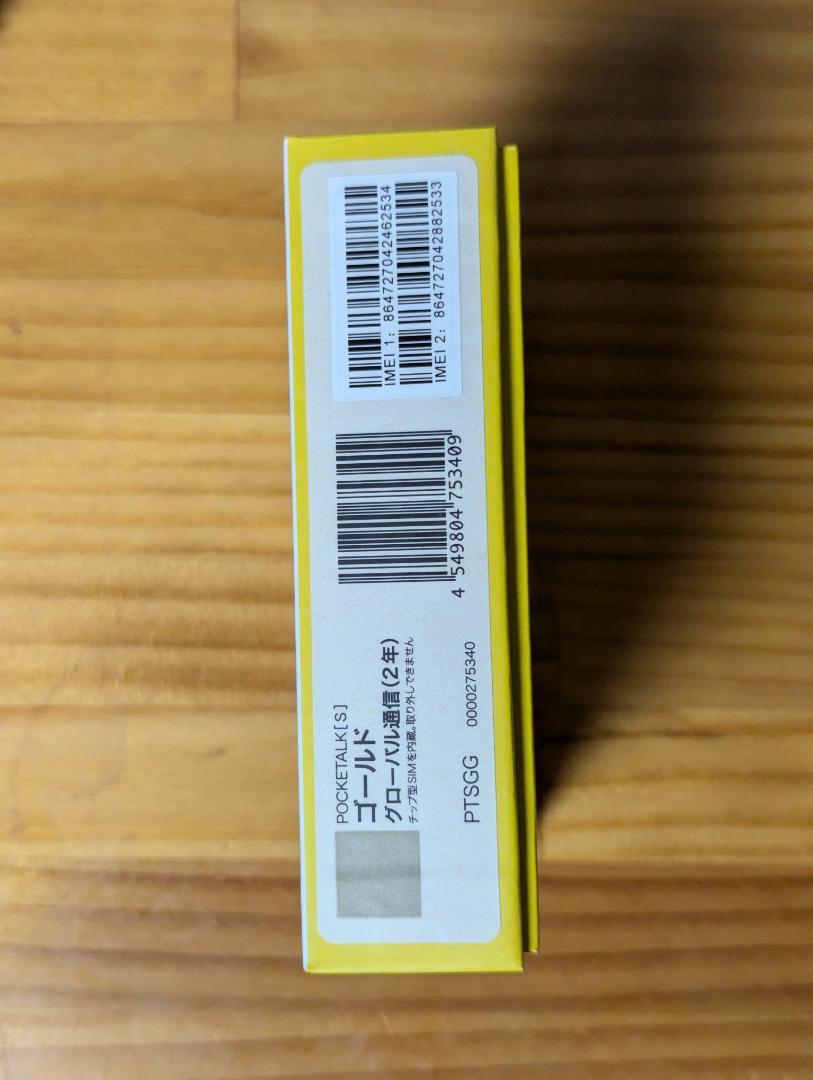 POCKETALK[S]
ゴールド
グローバル通信(2年)
チップ型SIMを内蔵。取り外しできません
PTSGG 0000275340
4 549804 753409
IMEI 1: 864727042462534
IMEI 2: 864727042882533